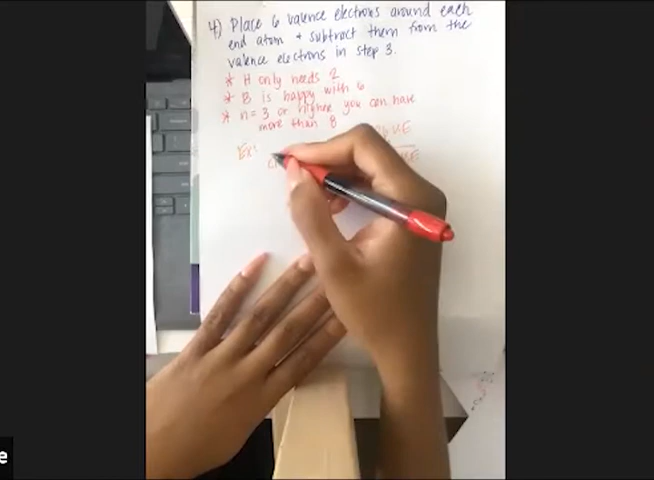 4) Place 6 valence electrons around each
end atom + subtract them from the
valence electrons in step 3.
* H only needs 2
* B is happy with 6
* n=3 or higher you can have
more than 8
Ex:
e